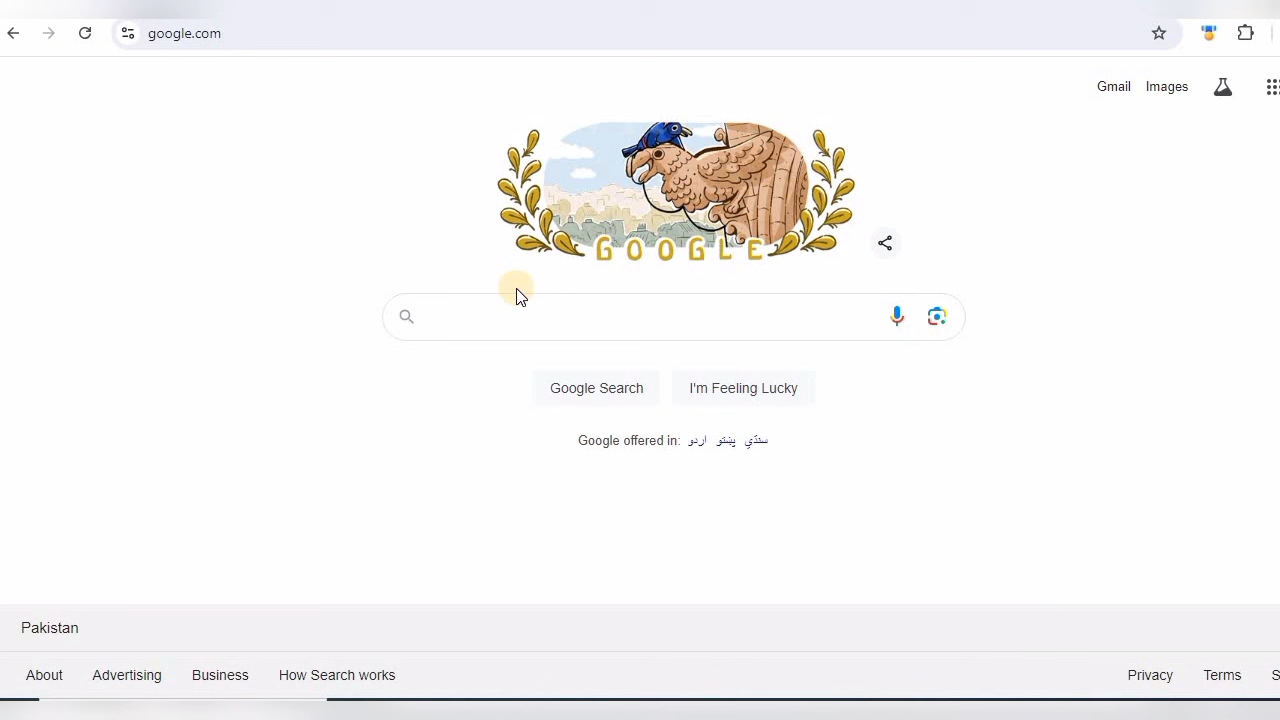 google.com
Gmail Images
GOOGLE
Google Search I'm Feeling Lucky
Google offered in: اردو پښتو سنڌي
Pakistan
About Advertising Business How Search works Privacy Terms S